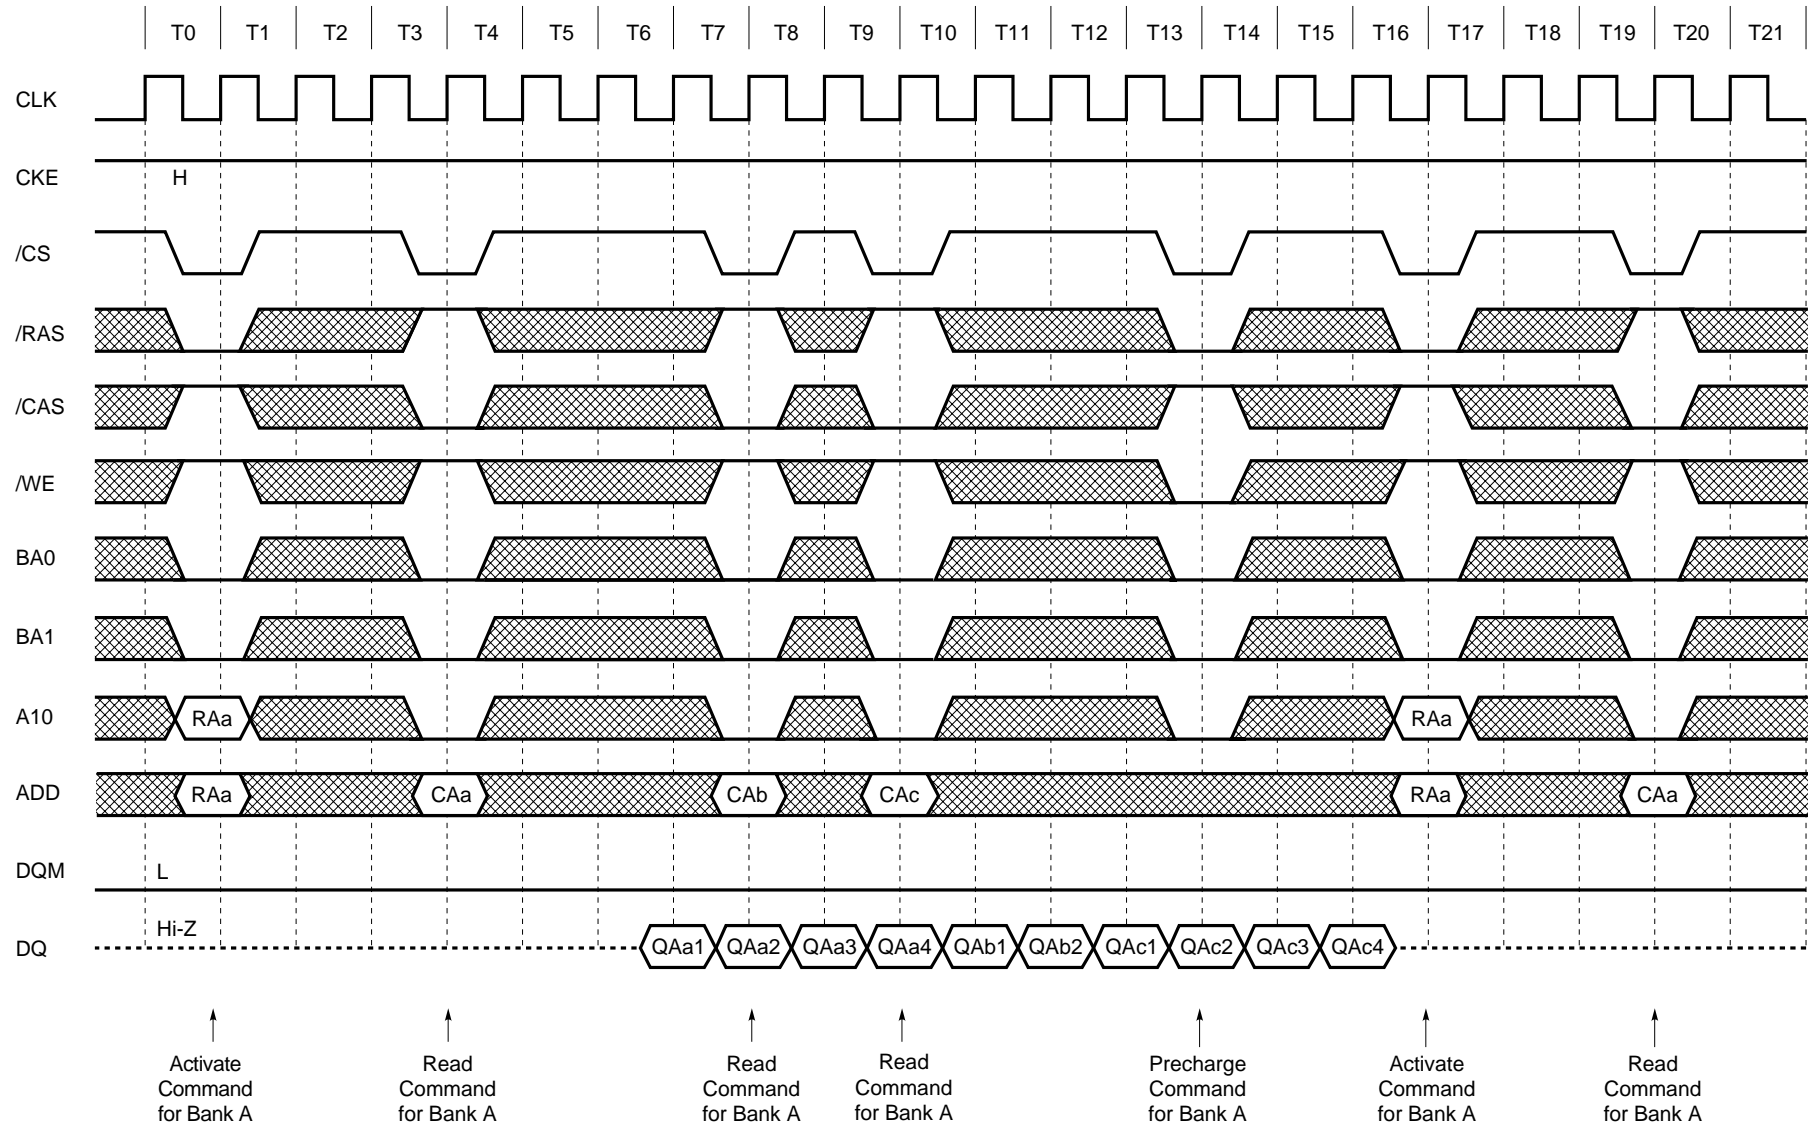 T0 T1 T2 T3 T4 T5 T6 T7 T8 T9 T10 T11 T12 T13 T14 T15 T16 T17 T18 T19 T20 T21
CLK
CKE H
/CS
/RAS
/CAS
/WE
BA0
BA1
A10 RAa RAa
ADD RAa CAa CAb CAc RAa CAa
DQM L
Hi-Z
DQ QAa1 QAa2 QAa3 QAa4 QAb1 QAb2 QAc1 QAc2 QAc3 QAc4
Activate
Command
for Bank A
Read
Command
for Bank A
Read
Command
for Bank A
Read
Command
for Bank A
Precharge
Command
for Bank A
Activate
Command
for Bank A
Read
Command
for Bank A